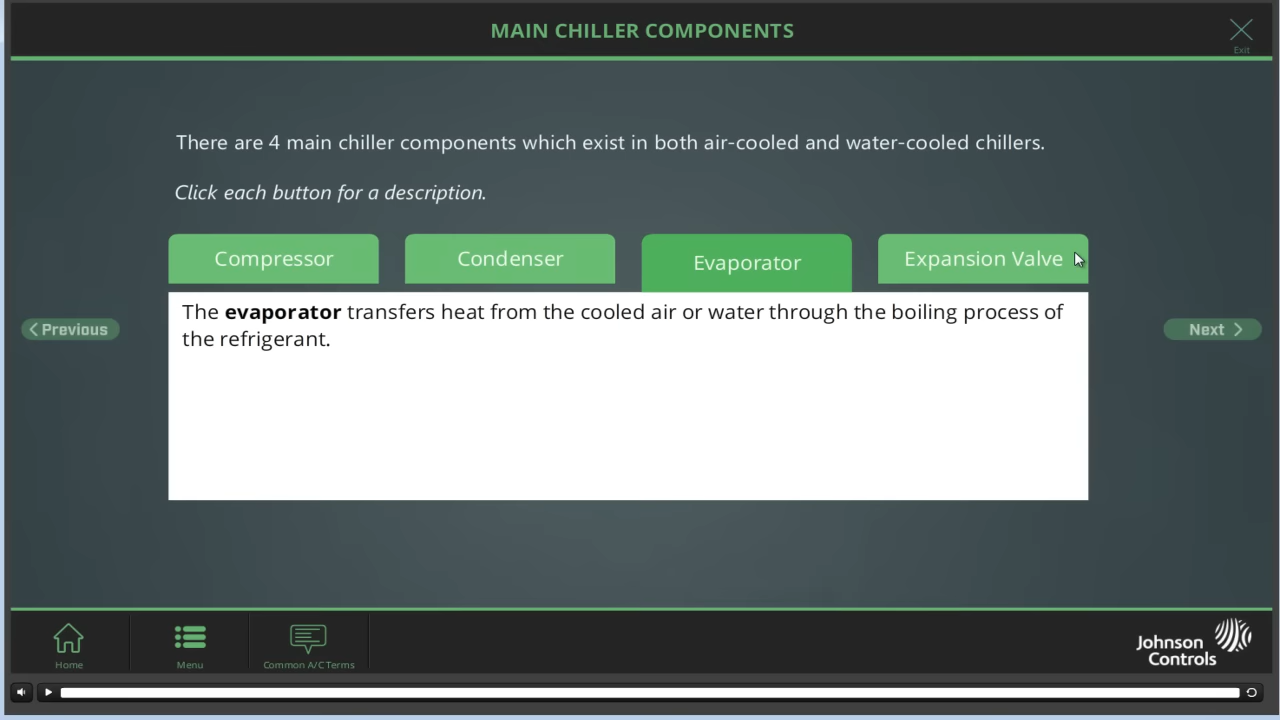 MAIN CHILLER COMPONENTS
Exit
There are 4 main chiller components which exist in both air-cooled and water-cooled chillers.
Click each button for a description.
Compressor
Condenser
Evaporator
Expansion Valve
The evaporator transfers heat from the cooled air or water through the boiling process of
the refrigerant.
Previous
Next
Home
Menu
Common A/C Terms
Johnson
Controls